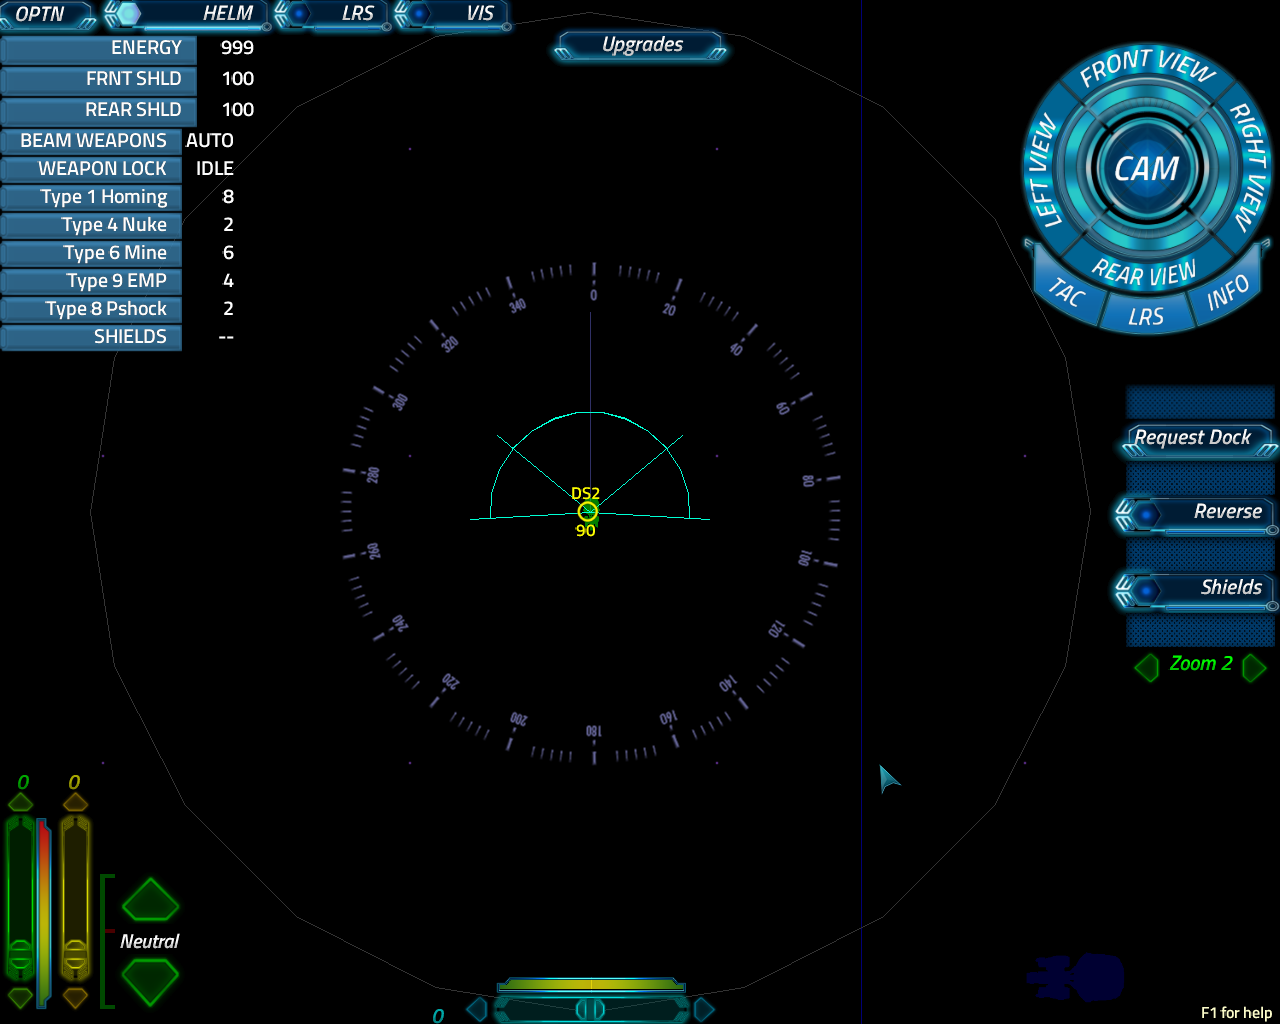 OPTN HELM LRS VIS
Upgrades
ENERGY 999
FRNT SHLD 100
REAR SHLD 100
BEAM WEAPONS AUTO
WEAPON LOCK IDLE
Type 1 Homing 8
Type 4 Nuke 2
Type 6 Mine 6
Type 9 EMP 4
Type 8 Pshock 2
SHIELDS --
FRONT VIEW
LEFT VIEW
CAM
RIGHT VIEW
REAR VIEW
TAC
LRS
INFO
0
20
40
60
80
100
120
140
160
180
200
220
240
260
280
300
320
340
DS2
90
Request Dock
Reverse
Shields
Zoom 2
0 0
Neutral
0
F1 for help